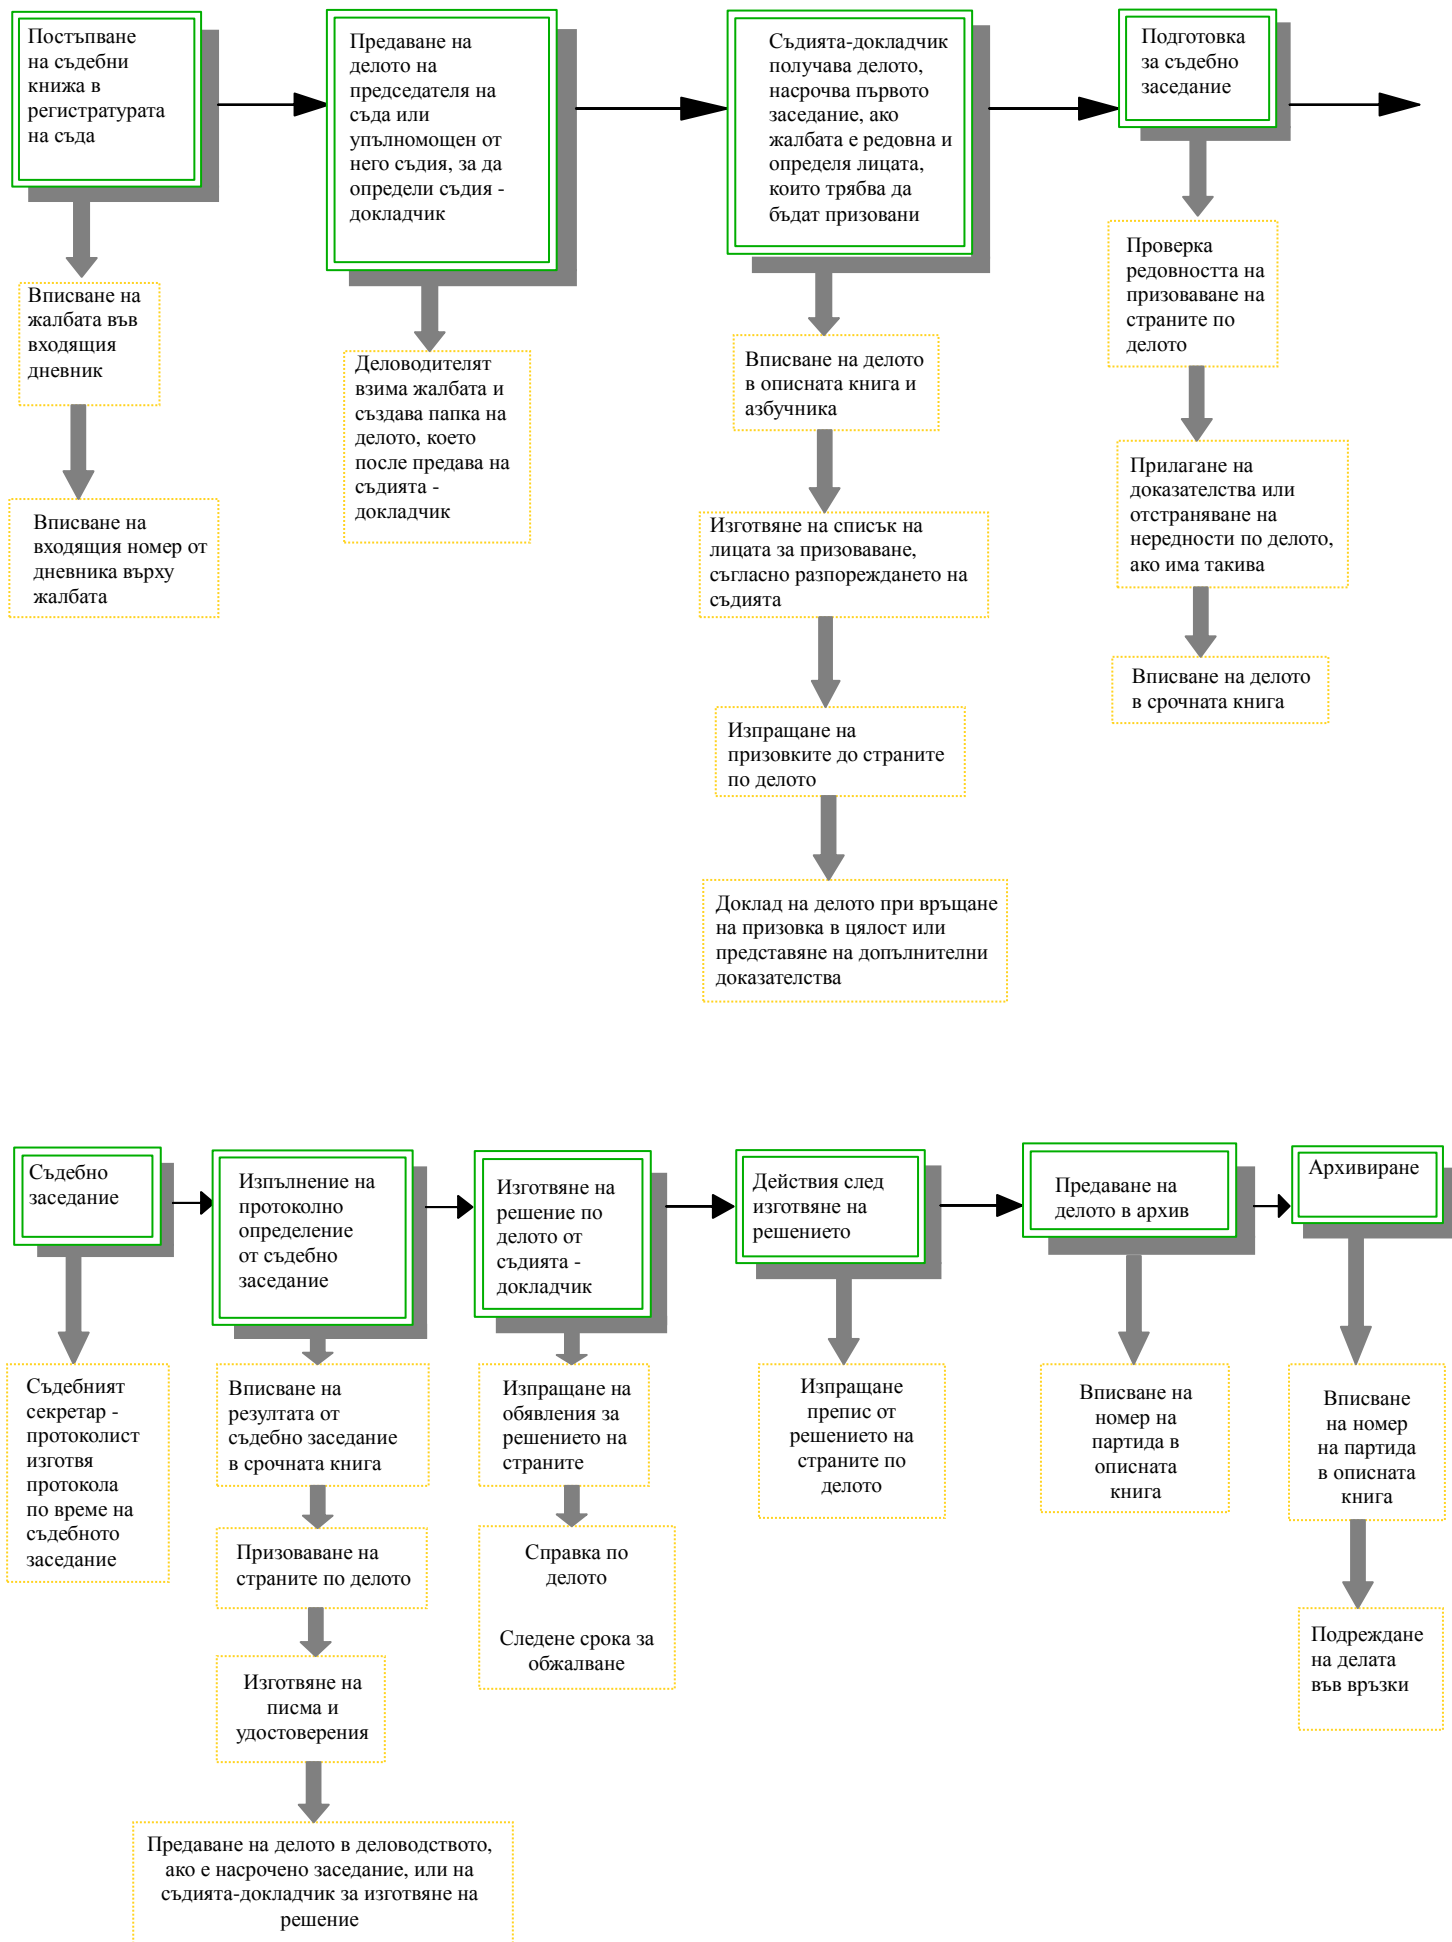 Постъпване
на съдебни
книжа в
регистратурата
на съда
Предаване на
делото на
председателя на
съда или
упълномощен от
него съдия, за да
определи съдия -
докладчик
Съдията-докладчик
получава делото,
насрочва първото
заседание, ако
жалбата е редовна и
определя лицата,
които трябва да
бъдат призовани
Подготовка
за съдебно
заседание
Вписване на
жалбата във
входящия
дневник
Вписване на
входящия номер от
дневника върху
жалбата
Деловодителят
взима жалбата и
създава папка на
делото, което
после предава на
съдията -
докладчик
Вписване на делото
в описната книга и
азбучника
Изготвяне на списък на
лицата за призоваване,
съгласно разпореждането на
съдията
Изпращане на
призовките до страните
по делото
Доклад на делото при връщане
на призовка в цялост или
представяне на допълнителни
доказателства
Проверка
редовността на
призоваване на
страните по
делото
Прилагане на
доказателства или
отстраняване на
нередности по делото,
ако има такива
Вписване на делото
в срочната книга
Съдебно
заседание
Изпълнение на
протоколно
определение
от съдебно
заседание
Изготвяне на
решение по
делото от
съдията -
докладчик
Действия след
изготвяне на
решението
Предаване на
делото в архив
Архивиране
Съдебният
секретар -
протоколист
изготвя
протокола
по време на
съдебното
заседание
Вписване на
резултата от
съдебно заседание
в срочната книга
Призоваване на
страните по делото
Изготвяне на
писма и
удостоверения
Предаване на делото в деловодството,
ако е насрочено заседание, или на
съдията-докладчик за изготвяне на
решение
Изпращане на
обявления за
решението на
страните
Справка по
делото
Следене срока за
обжалване
Изпращане
препис от
решението на
страните по
делото
Вписване на
номер на
партида в
описната
книга
Вписване
на номер
на партида
в описната
книга
Подреждане
на делата
във връзки